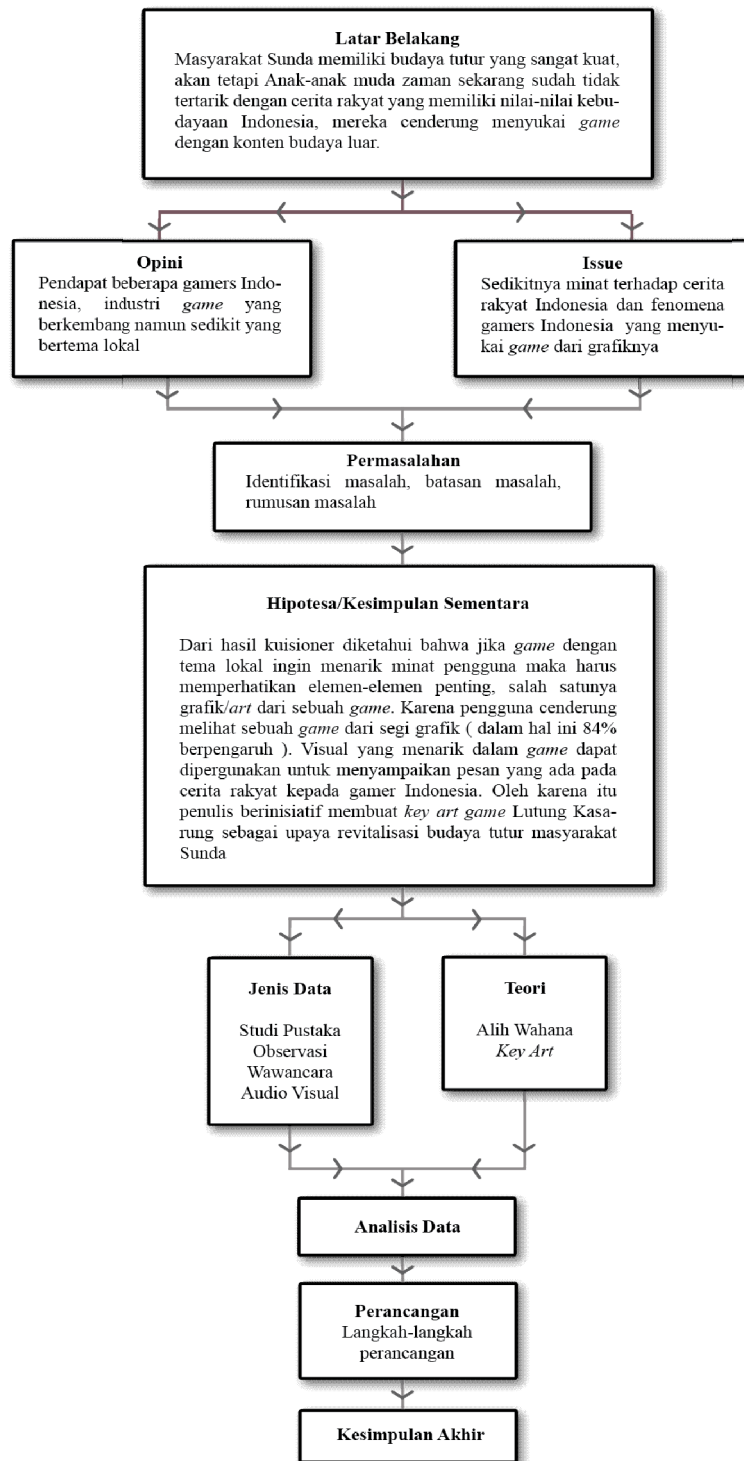 Latar Belakang
Masyarakat Sunda memiliki budaya tutur yang sangat kuat,
akan tetapi Anak-anak muda zaman sekarang sudah tidak
tertarik dengan cerita rakyat yang memiliki nilai-nilai kebu-
dayaan Indonesia, mereka cenderung menyukai game
dengan konten budaya luar.
Opini
Pendapat beberapa gamers Indo-
nesia, industri game yang
berkembang namun sedikit yang
bertema lokal
Issue
Sedikitnya minat terhadap cerita
rakyat Indonesia dan fenomena
gamers Indonesia yang menyu-
kai game dari grafiknya
Permasalahan
Identifikasi masalah, batasan masalah,
rumusan masalah
Hipotesa/Kesimpulan Sementara
Dari hasil kuisioner diketahui bahwa jika game dengan
tema lokal ingin menarik minat pengguna maka harus
memperhatikan elemen-elemen penting, salah satunya
grafik/art dari sebuah game. Karena pengguna cenderung
melihat sebuah game dari segi grafik ( dalam hal ini 84%
berpengaruh ). Visual yang menarik dalam game dapat
dipergunakan untuk menyampaikan pesan yang ada pada
cerita rakyat kepada gamer Indonesia. Oleh karena itu
penulis berinisiatif membuat key art game Lutung Kasa-
rung sebagai upaya revitalisasi budaya tutur masyarakat
Sunda
Jenis Data
Studi Pustaka
Observasi
Wawancara
Audio Visual
Teori
Alih Wahana
Key Art
Analisis Data
Perancangan
Langkah-langkah
perancangan
Kesimpulan Akhir